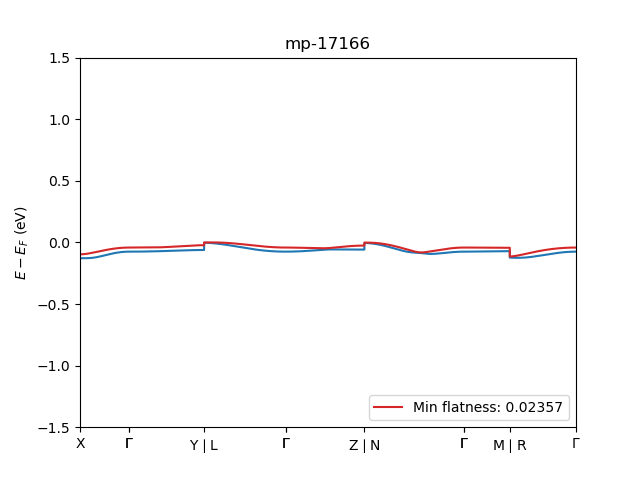 mp-17166
E − E_F (eV)
1.5
1.0
0.5
0.0
−0.5
−1.0
−1.5
Min flatness: 0.02357
X Γ Y | L Γ Z | N Γ M | R Γ